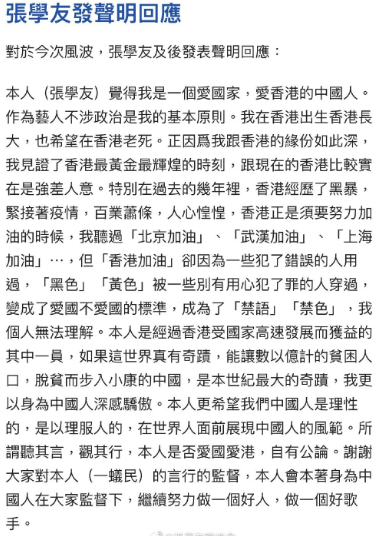 張學友發聲明回應
對於今次風波，張學友及後發表聲明回應：
本人（張學友）覺得我是一個愛國家，愛香港的中國人。
作為藝人不涉政治是我的基本原則。我在香港出生香港長
大，也希望在香港老死。正因爲我跟香港的緣份如此深，
我見證了香港最黃金最輝煌的時刻，跟現在的香港比較實
在是強差人意。特別在過去的幾年裡，香港經歷了黑暴，
緊接著疫情，百業蕭條，人心惶惶，香港正是須要努力加
油的時候，我聽過「北京加油」、「武漢加油」、「上海
加油」…，但「香港加油」卻因為一些犯了錯誤的人用
過，「黑色」「黃色」被一些別有用心犯了罪的人穿過，
變成了愛國不愛國的標準，成為了「禁語」「禁色」，我
個人無法理解。本人是經過香港受國家高速發展而獲益的
其中一員，如果這世界真有奇蹟，能讓數以億計的貧困人
口，脫貧而步入小康的中國，是本世紀最大的奇蹟，我更
以身為中國人深感驕傲。本人更希望我們中國人是理性
的，是以理服人的，在世界人面前展現中國人的風範。所
謂聽其言，觀其行，本人是否愛國愛港，自有公論。謝謝
大家對本人（一蟻民）的言行的監督，本人會本著身為中
國人在大家監督下，繼續努力做一個好人，做一個好歌
手。